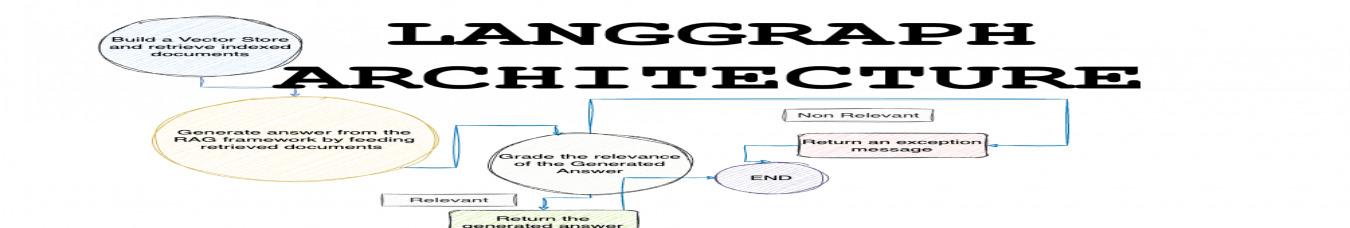 LANGGRAPH
ARCHITECTURE
Build a Vector Store
and retrieve indexed
documents
Generate answer from the
RAG framework by feeding
retrieved documents
Grade the relevance
of the Generated
Answer
Non Relevant
Return an exception
message
END
Relevant
Return the
generated answer